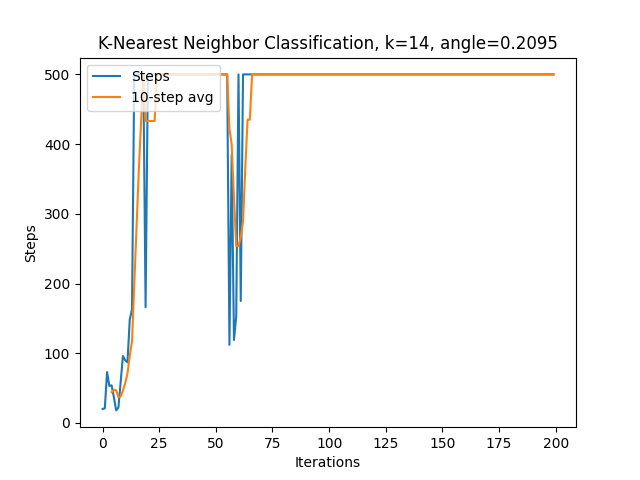 K-Nearest Neighbor Classification, k=14, angle=0.2095
Steps
10-step avg
500
400
300
200
100
0
Steps
0 25 50 75 100 125 150 175 200
Iterations